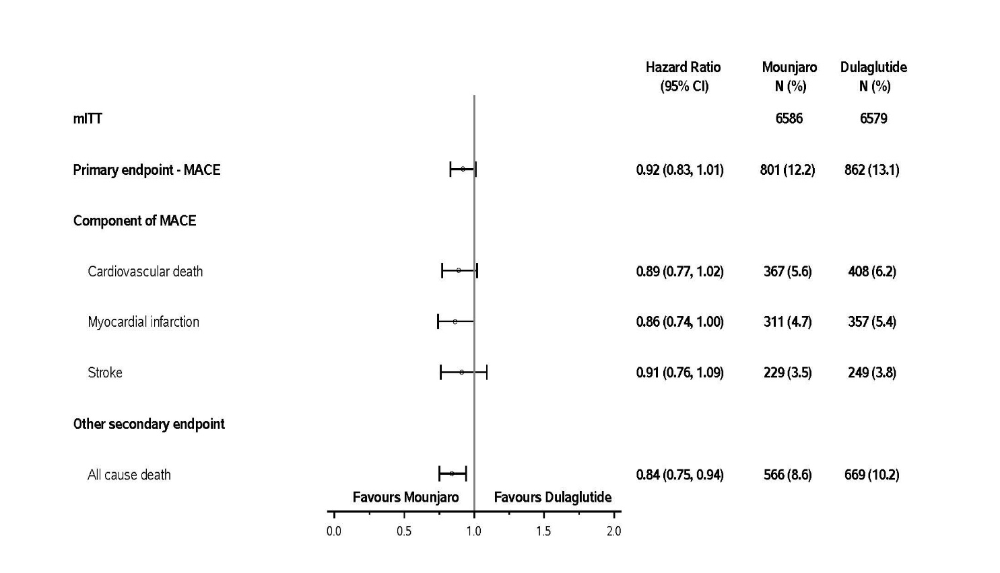 Hazard Ratio Mounjaro Dulaglutide
(95% CI) N (%) N (%)
mITT 6586 6579
Primary endpoint - MACE 0.92 (0.83, 1.01) 801 (12.2) 862 (13.1)
Component of MACE
Cardiovascular death 0.89 (0.77, 1.02) 367 (5.6) 408 (6.2)
Myocardial infarction 0.86 (0.74, 1.00) 311 (4.7) 357 (5.4)
Stroke 0.91 (0.76, 1.09) 229 (3.5) 249 (3.8)
Other secondary endpoint
All cause death 0.84 (0.75, 0.94) 566 (8.6) 669 (10.2)
Favours Mounjaro Favours Dulaglutide
0.0 0.5 1.0 1.5 2.0